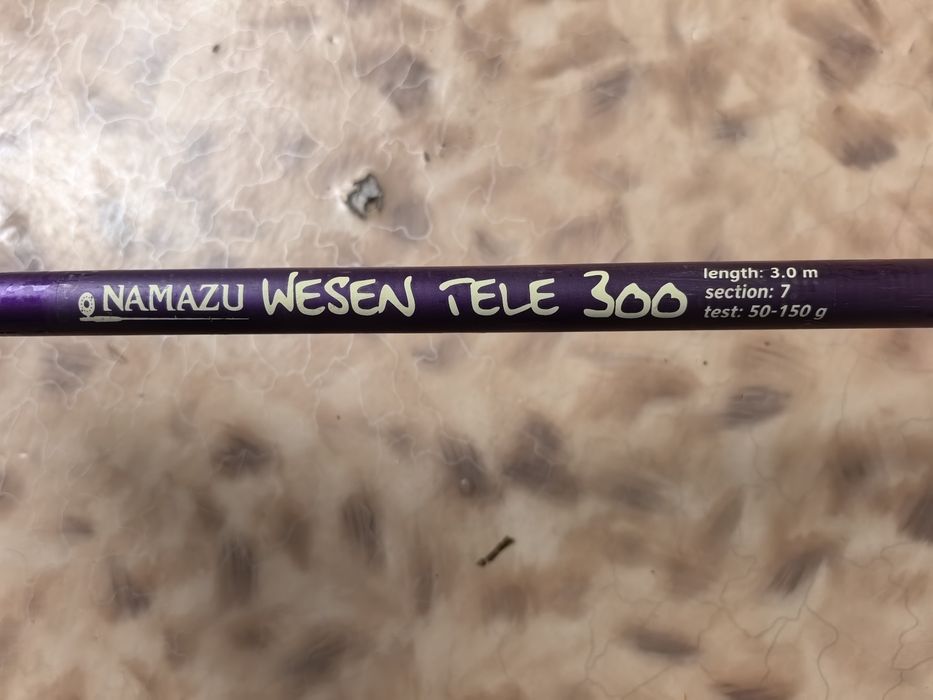 NAMAZU WESEN TELE 300
length: 3.0 m
section: 7
test: 50-150 g